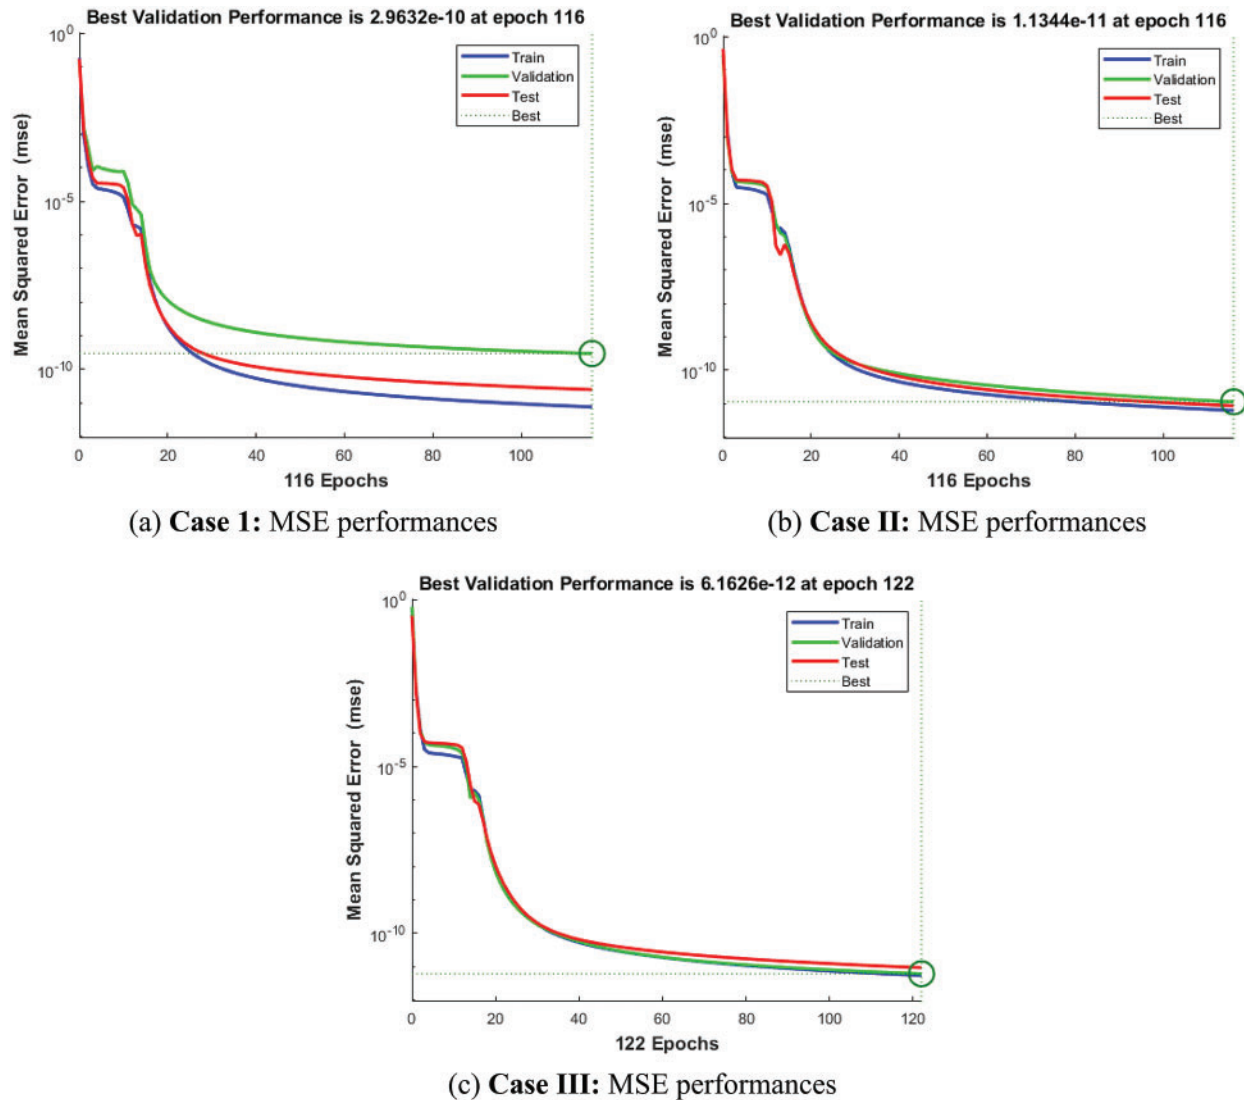 Best Validation Performance is 2.9632e-10 at epoch 116
10^0
10^-5
10^-10
Mean Squared Error (mse)
Train
Validation
Test
Best
0 20 40 60 80 100
116 Epochs
(a) Case 1: MSE performances
Best Validation Performance is 1.1344e-11 at epoch 116
10^0
10^-5
10^-10
Mean Squared Error (mse)
Train
Validation
Test
Best
0 20 40 60 80 100
116 Epochs
(b) Case II: MSE performances
Best Validation Performance is 6.1626e-12 at epoch 122
10^0
10^-5
10^-10
Mean Squared Error (mse)
Train
Validation
Test
Best
0 20 40 60 80 100 120
122 Epochs
(c) Case III: MSE performances